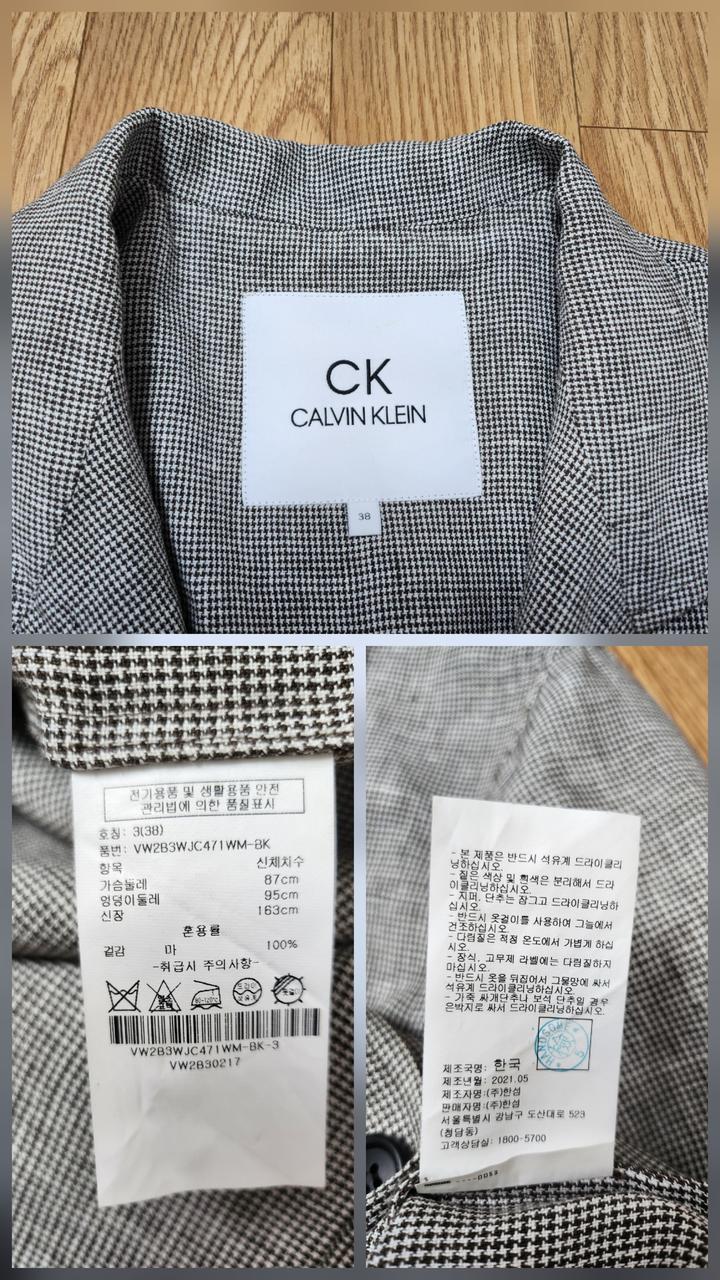 CK
CALVIN KLEIN
38
전기용품 및 생활용품 안전
관리법에 의한 품질표시
호칭: 3(38)
품번: VW2B3WJC471WM-BK
항목 신체치수
가슴둘레 87cm
엉덩이둘레 95cm
신장 163cm
혼용률
겉감 마 100%
-취급시 주의사항-
80~120℃
드라이
석유계
VW2B3WJC471WM-BK-3
VW2B30217
- 본 제품은 반드시 석유계 드라이클리
닝하십시오.
- 짙은 색상 및 흰색은 분리해서 드라
이클리닝하십시오.
- 지퍼, 단추는 잠그고 드라이클리닝하
십시오.
- 반드시 옷걸이를 사용하여 그늘에서
건조하십시오.
- 다림질은 적정 온도에서 가볍게 하십
시오.
- 장식, 고무제 라벨에는 다림질하지
마십시오.
- 반드시 옷을 뒤집어서 그물망에 싸서
석유계 드라이클리닝하십시오.
- 가죽 싸개단추나 보석 단추일 경우
은박지로 싸서 드라이클리닝하십시오.
HANDSOME
제조국명: 한국
제조년월: 2021.05
제조자명:(주)한섬
판매자명:(주)한섬
서울특별시 강남구 도산대로 523
(청담동)
고객상담실: 1800-5700